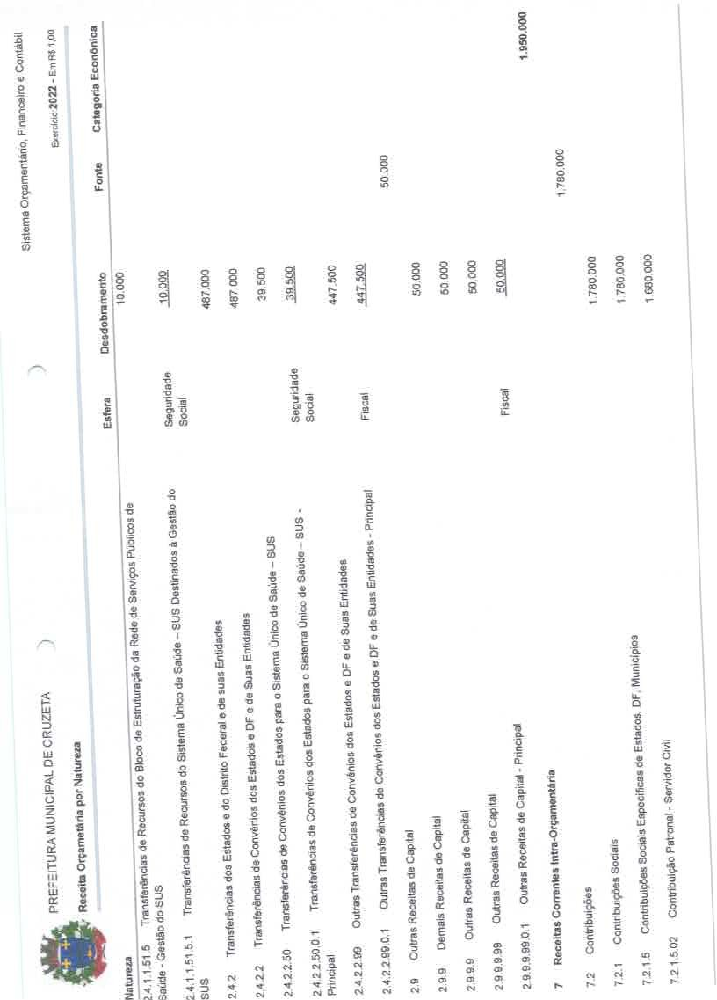 Sistema Orçamentário, Financeiro e Contábil
PREFEITURA MUNICIPAL DE CRUZETA
Exercício 2022 - Em R$ 1,00
Receita Orçametária por Natureza
Natureza Esfera Desdobramento Fonte Categoria Econônica
2.4.1.1.51.5 Transferências de Recursos do Bloco de Estruturação da Rede de Serviços Públicos de 10.000
Saúde - Gestão do SUS
2.4.1.1.51.5.1 Transferências de Recursos do Sistema Único de Saúde – SUS Destinados à Gestão do Seguridade 10.000
SUS Social
2.4.2 Transferências dos Estados e do Distrito Federal e de suas Entidades 487.000
2.4.2.2 Transferências de Convênios dos Estados e DF e de Suas Entidades 487.000
2.4.2.2.50 Transferências de Convênios dos Estados para o Sistema Único de Saúde – SUS 39.500
2.4.2.2.50.0.1 Transferências de Convênios dos Estados para o Sistema Único de Saúde – SUS - Seguridade 39.500
Principal Social
2.4.2.2.99 Outras Transferências de Convênios dos Estados e DF e de Suas Entidades 447.500
2.4.2.2.99.0.1 Outras Transferências de Convênios dos Estados e DF e de Suas Entidades - Principal Fiscal 447.500
2.9 Outras Receitas de Capital 50.000
2.9.9 Demais Receitas de Capital 50.000
2.9.9.9 Outras Receitas de Capital 50.000
2.9.9.9.99 Outras Receitas de Capital 50.000
2.9.9.9.99.0.1 Outras Receitas de Capital - Principal Fiscal 50.000
7 Receitas Correntes Intra-Orçamentária 1.950.000
7.2 Contribuições 1.780.000
7.2.1 Contribuições Sociais 1.780.000
7.2.1.5 Contribuições Sociais Específicas de Estados, DF, Municípios 1.780.000
7.2.1.5.02 Contribuição Patronal - Servidor Civil 1.680.000